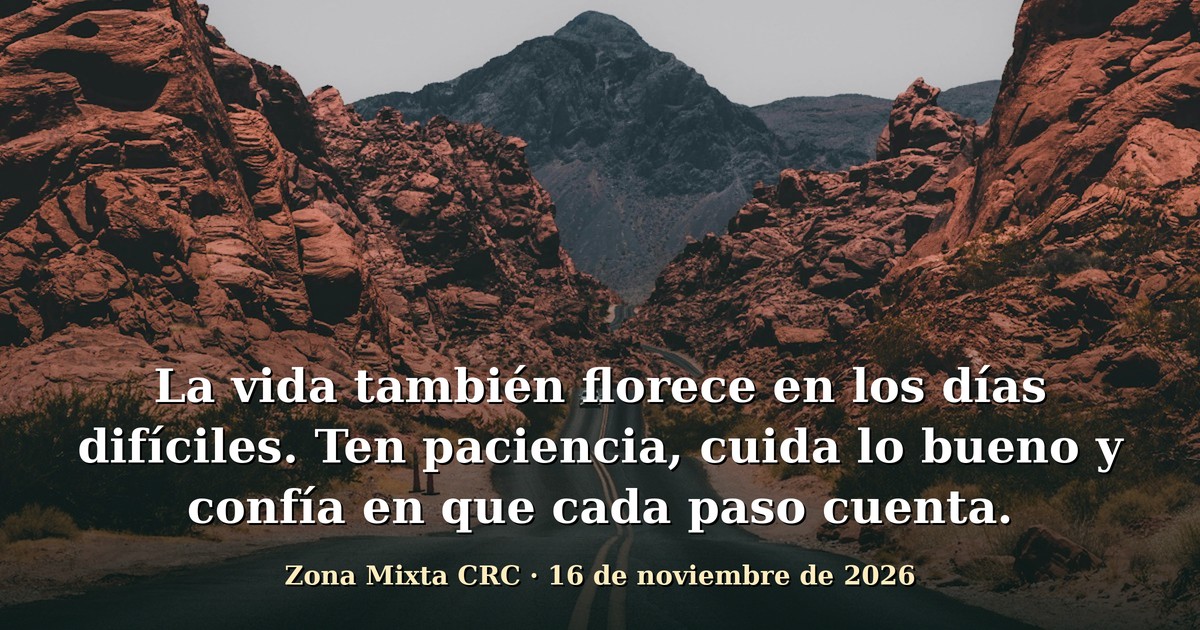 La vida también florece en los días
difíciles. Ten paciencia, cuida lo bueno y
confía en que cada paso cuenta.
Zona Mixta CRC · 16 de noviembre de 2026